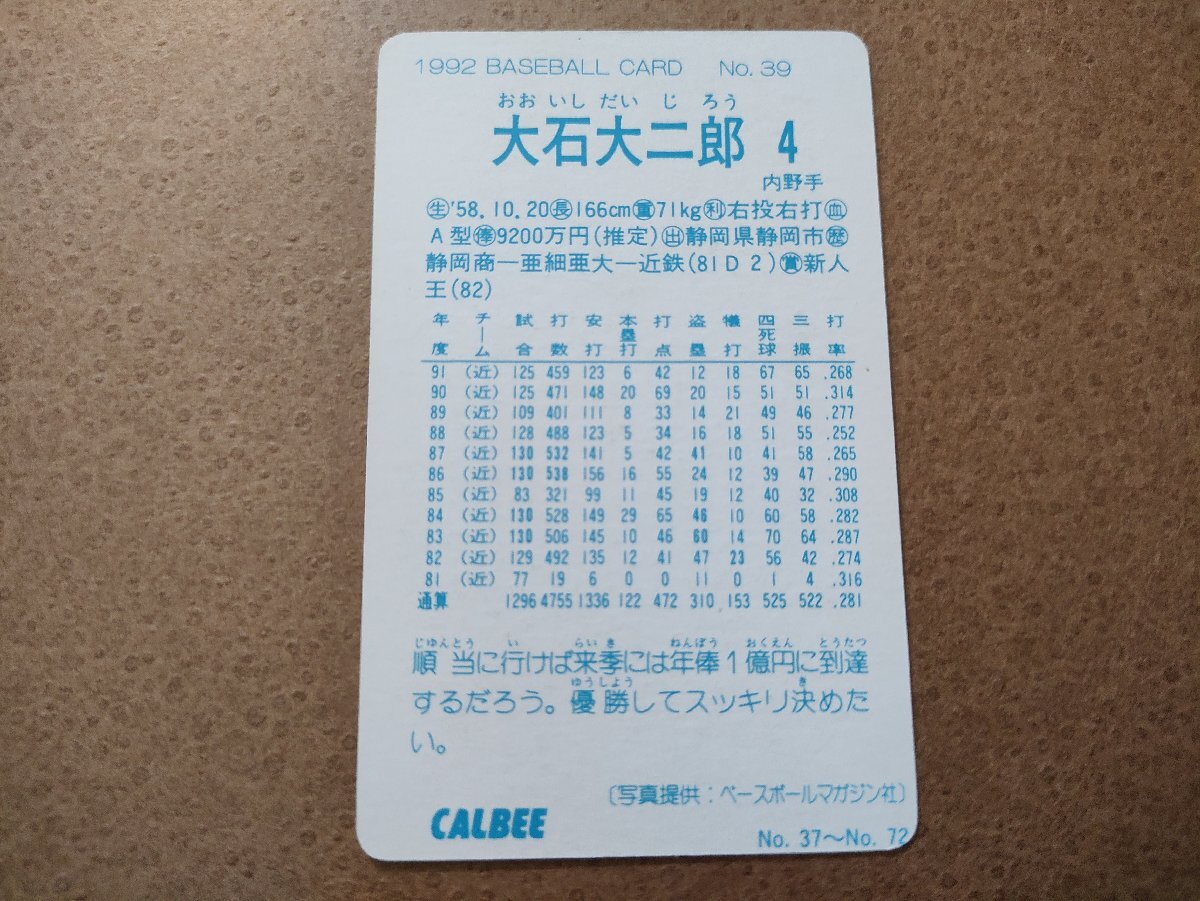 1992 BASEBALL CARD No. 39
おお いし だい じ ろう
大石大二郎 4
内野手
㊤'58.10.20㊐166cm㊐71kg㊐右投右打㊐
A型㊐9200万円(推定)㊐静岡県静岡市㊐
静岡商―亜細亜大―近鉄(81D2)㊐新人
王(82)
年度 チーム 試合 打数 安打 本塁打 打点 盗塁 犠打 四死球 三振 打率
91 (近) 125 459 123 6 42 12 18 67 65 .268
90 (近) 125 471 148 20 69 20 15 51 51 .314
89 (近) 109 401 111 8 33 14 21 49 46 .277
88 (近) 128 488 123 5 34 16 18 51 55 .252
87 (近) 130 532 141 5 42 41 10 41 58 .265
86 (近) 130 538 156 16 55 24 12 39 47 .290
85 (近) 83 321 99 11 45 19 12 40 32 .308
84 (近) 130 528 149 29 65 46 10 60 58 .282
83 (近) 130 506 145 10 46 60 14 70 64 .287
82 (近) 129 492 135 12 41 47 23 56 42 .274
81 (近) 77 19 6 0 0 11 0 1 4 .316
通算 1296 4755 1336 122 472 310 153 525 522 .281
じゅんとう い らい き ねんぽう おくえん とうたつ
順当に行けば来季には年俸1億円に到達
ゆうしょう き
するだろう。優勝してスッキリ決めた
い。
〔写真提供:ベースボールマガジン社〕
CALBEE
No. 37〜No. 72